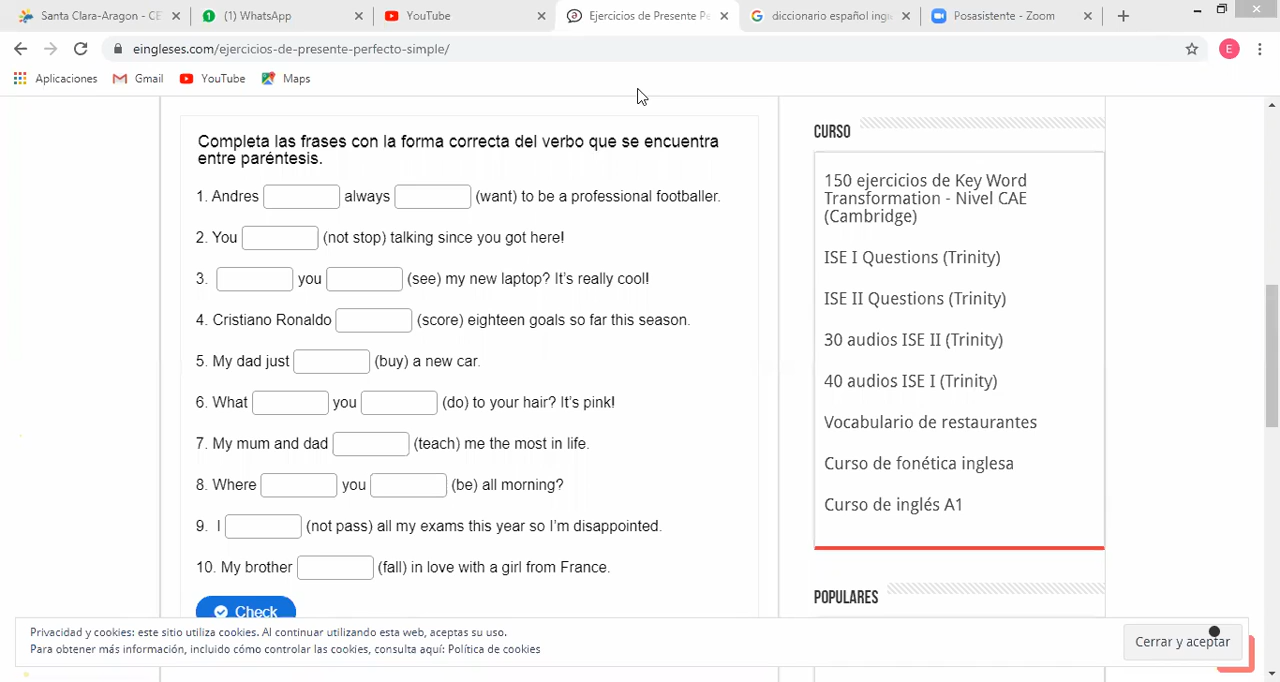 Santa Clara-Aragon - CE
(1) WhatsApp
YouTube
Ejercicios de Presente Pe
diccionario español ingl
Posasistente - Zoom
eingleses.com/ejercicios-de-presente-perfecto-simple/
E
Aplicaciones
Gmail
YouTube
Maps
Completa las frases con la forma correcta del verbo que se encuentra
entre paréntesis.
1. Andres always (want) to be a professional footballer.
2. You (not stop) talking since you got here!
3. you (see) my new laptop? It's really cool!
4. Cristiano Ronaldo (score) eighteen goals so far this season.
5. My dad just (buy) a new car.
6. What you (do) to your hair? It's pink!
7. My mum and dad (teach) me the most in life.
8. Where you (be) all morning?
9. I (not pass) all my exams this year so I'm disappointed.
10. My brother (fall) in love with a girl from France.
Check
CURSO
150 ejercicios de Key Word
Transformation - Nivel CAE
(Cambridge)
ISE I Questions (Trinity)
ISE II Questions (Trinity)
30 audios ISE II (Trinity)
40 audios ISE I (Trinity)
Vocabulario de restaurantes
Curso de fonética inglesa
Curso de inglés A1
POPULARES
Privacidad y cookies: este sitio utiliza cookies. Al continuar utilizando esta web, aceptas su uso.
Para obtener más información, incluido cómo controlar las cookies, consulta aquí: Política de cookies
Cerrar y aceptar